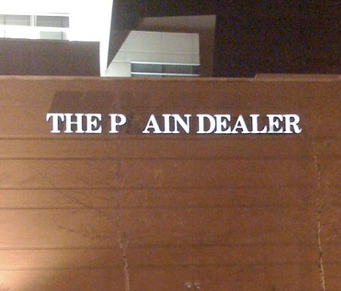 THE P AIN DEALER